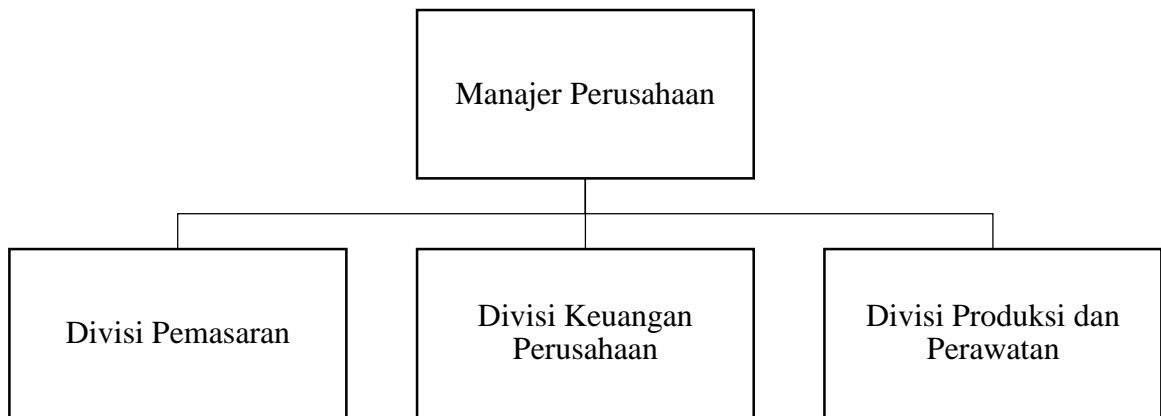 Manajer Perusahaan
Divisi Pemasaran
Divisi Keuangan
Perusahaan
Divisi Produksi dan
Perawatan